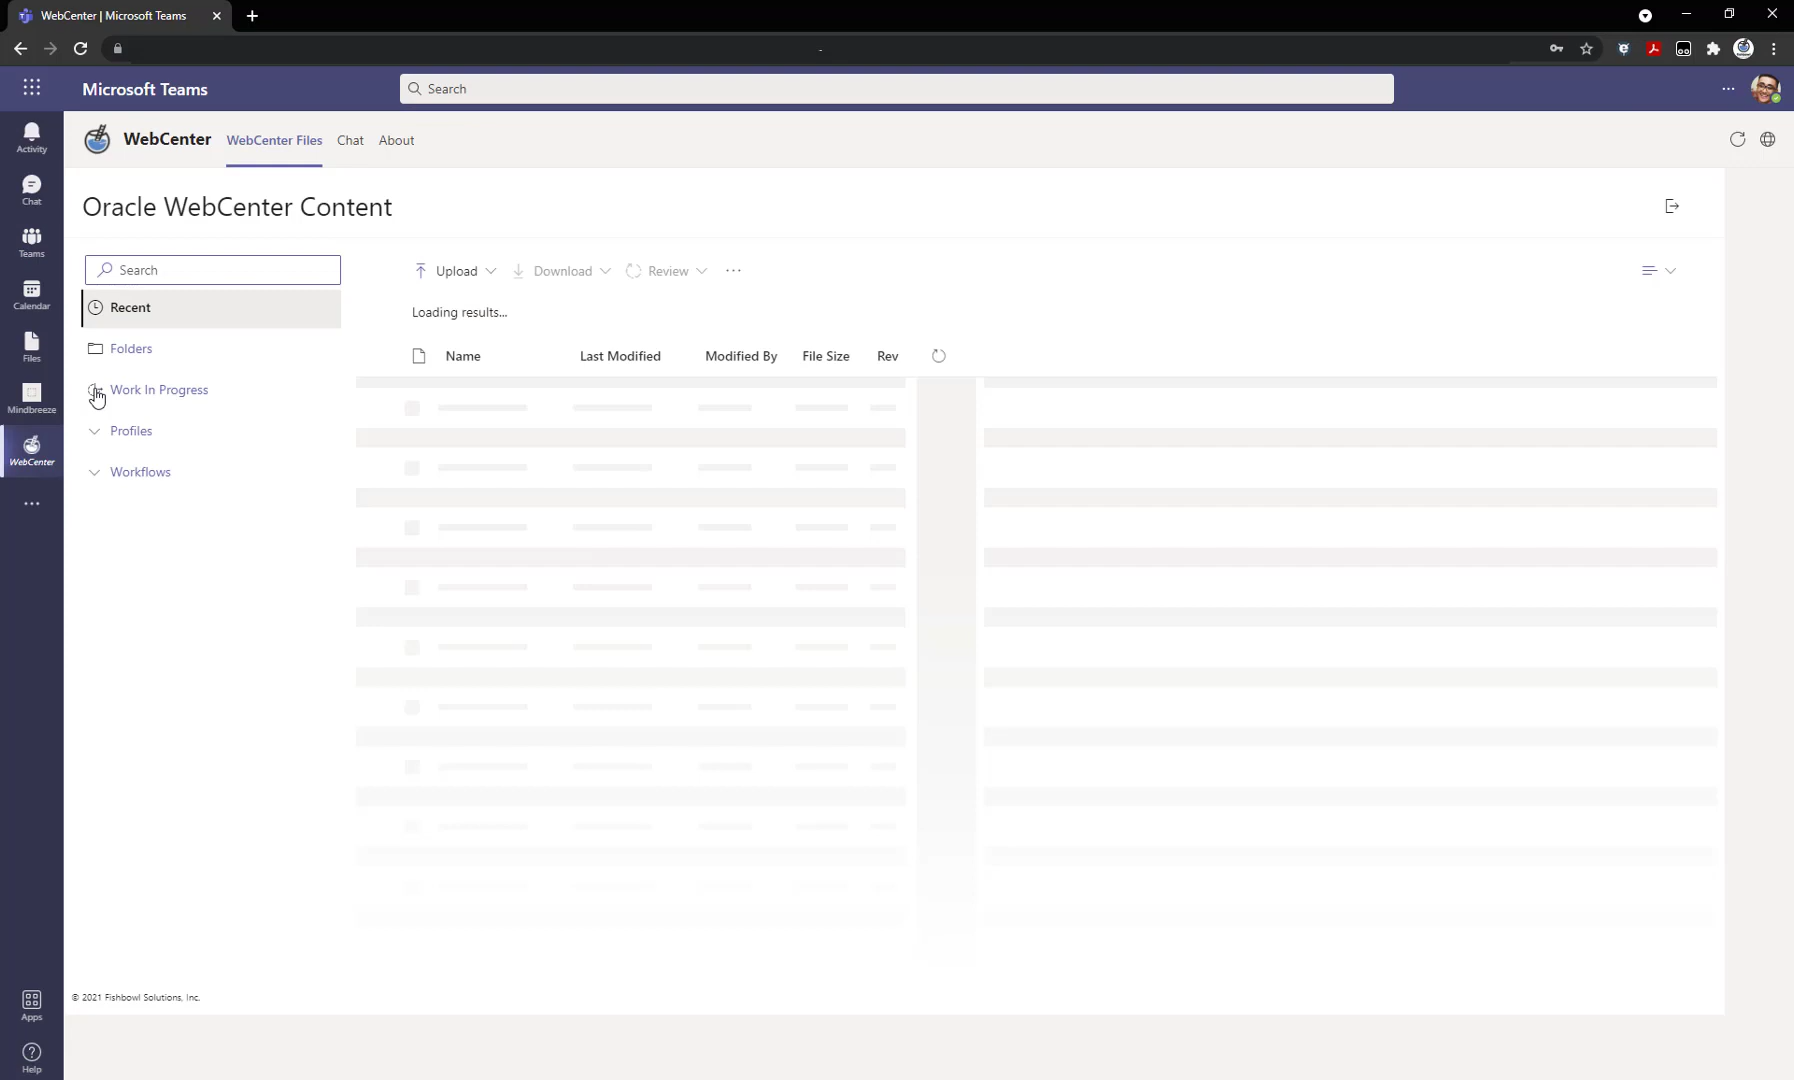 WebCenter | Microsoft Teams
Microsoft Teams
Search
WebCenter
WebCenter Files
Chat
About
Activity
Chat
Teams
Calendar
Files
Mindbreeze
WebCenter
Apps
Help
Oracle WebCenter Content
Search
Recent
Folders
Work In Progress
Profiles
Workflows
Upload
Download
Review
Loading results...
Name
Last Modified
Modified By
File Size
Rev
© 2021 Fishbowl Solutions, Inc.